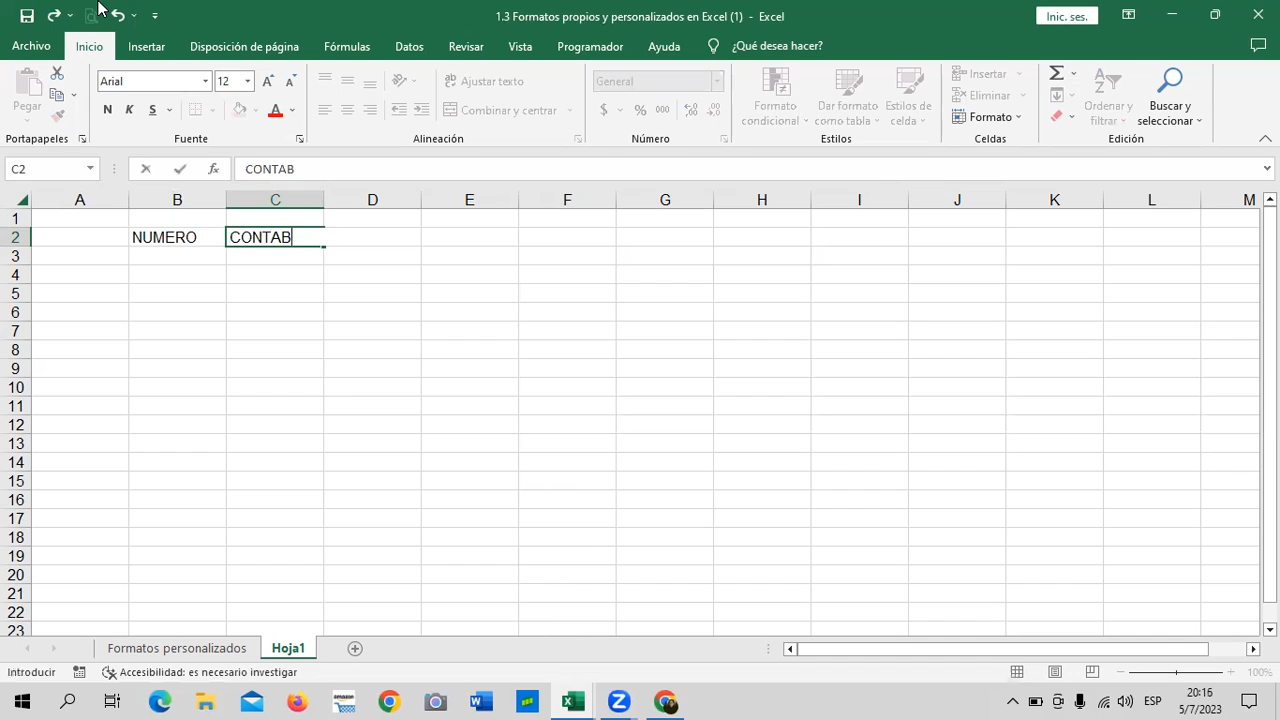 1.3 Formatos propios y personalizados en Excel (1) - Excel
Inic. ses.
Archivo Inicio Insertar Disposición de página Fórmulas Datos Revisar Vista Programador Ayuda ¿Qué desea hacer?
Pegar
Portapapeles
Arial 12
N K S
Fuente
Ajustar texto
Combinar y centrar
Alineación
General
$ % 000
Número
Formato condicional
Dar formato como tabla
Estilos de celda
Estilos
Insertar
Eliminar
Formato
Celdas
Ordenar y filtrar
Buscar y seleccionar
Edición
C2 fx CONTAB
A B C D E F G H I J K L M
1
2 NUMERO CONTAB
3
4
5
6
7
8
9
10
11
12
13
14
15
16
17
18
19
20
21
22
23
Formatos personalizados Hoja1
Introducir Accesibilidad: es necesario investigar 100%
ESP 20:16
5/7/2023